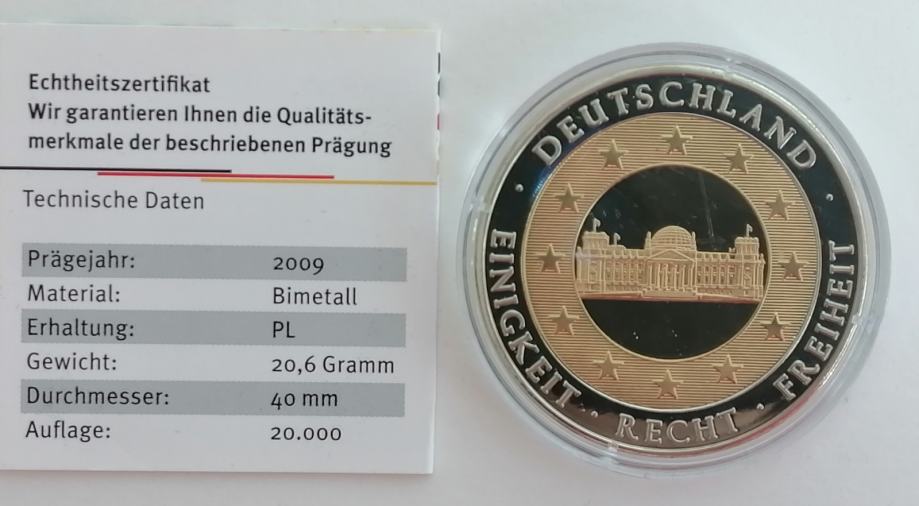 Echtheitszertifikat
Wir garantieren Ihnen die Qualitäts-
merkmale der beschriebenen Prägung
Technische Daten
Prägejahr: 2009
Material: Bimetall
Erhaltung: PL
Gewicht: 20,6 Gramm
Durchmesser: 40 mm
Auflage: 20.000
· DEUTSCHLAND ·
EINIGKEIT · RECHT · FREIHEIT